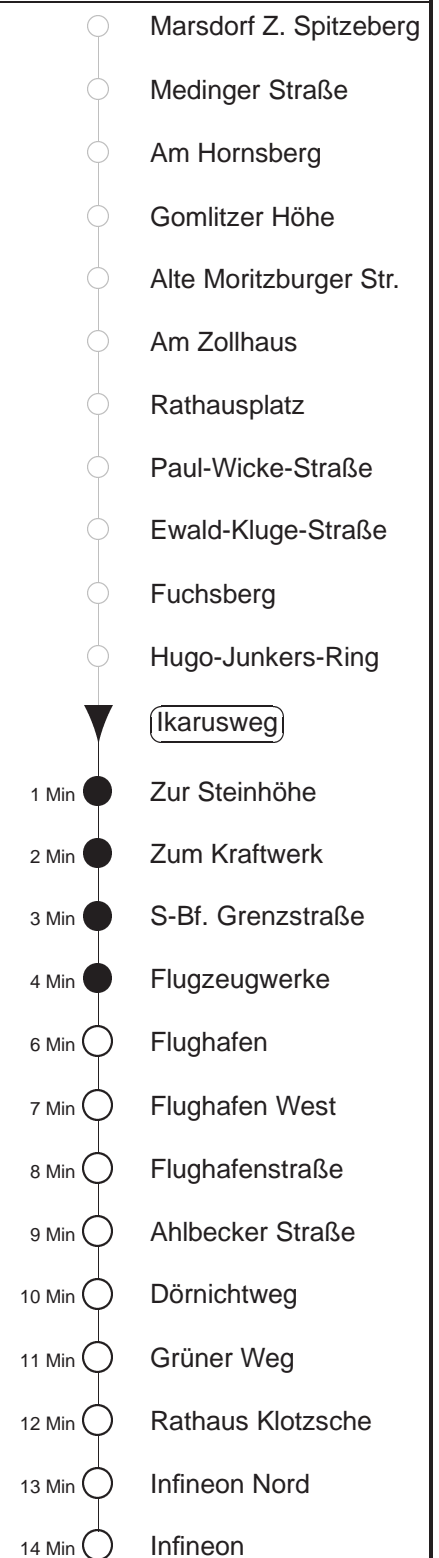 Marsdorf Z. Spitzeberg
Medinger Straße
Am Hornsberg
Gomlitzer Höhe
Alte Moritzburger Str.
Am Zollhaus
Rathausplatz
Paul-Wicke-Straße
Ewald-Kluge-Straße
Fuchsberg
Hugo-Junkers-Ring
Ikarusweg
1 Min Zur Steinhöhe
2 Min Zum Kraftwerk
3 Min S-Bf. Grenzstraße
4 Min Flugzeugwerke
6 Min Flughafen
7 Min Flughafen West
8 Min Flughafenstraße
9 Min Ahlbecker Straße
10 Min Dörnichtweg
11 Min Grüner Weg
12 Min Rathaus Klotzsche
13 Min Infineon Nord
14 Min Infineon